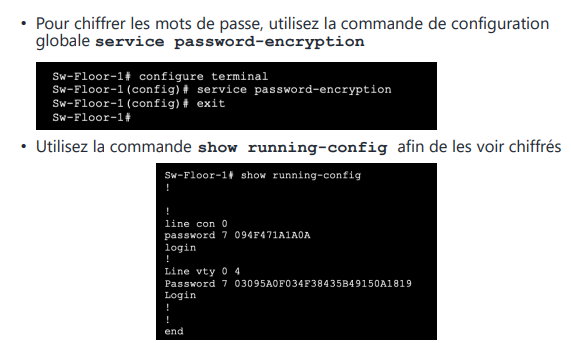 • Pour chiffrer les mots de passe, utilisez la commande de configuration
globale service password-encryption
Sw-Floor-1# configure terminal
Sw-Floor-1(config)# service password-encryption
Sw-Floor-1(config)# exit
Sw-Floor-1#
• Utilisez la commande show running-config afin de les voir chiffrés
Sw-Floor-1# show running-config
!
!
line con 0
password 7 094F471A1A0A
login
!
Line vty 0 4
Password 7 03095A0F034F38435B49150A1819
Login
!
!
end